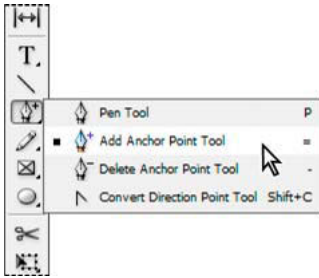 T
Pen Tool P
Add Anchor Point Tool =
Delete Anchor Point Tool -
Convert Direction Point Tool Shift+C